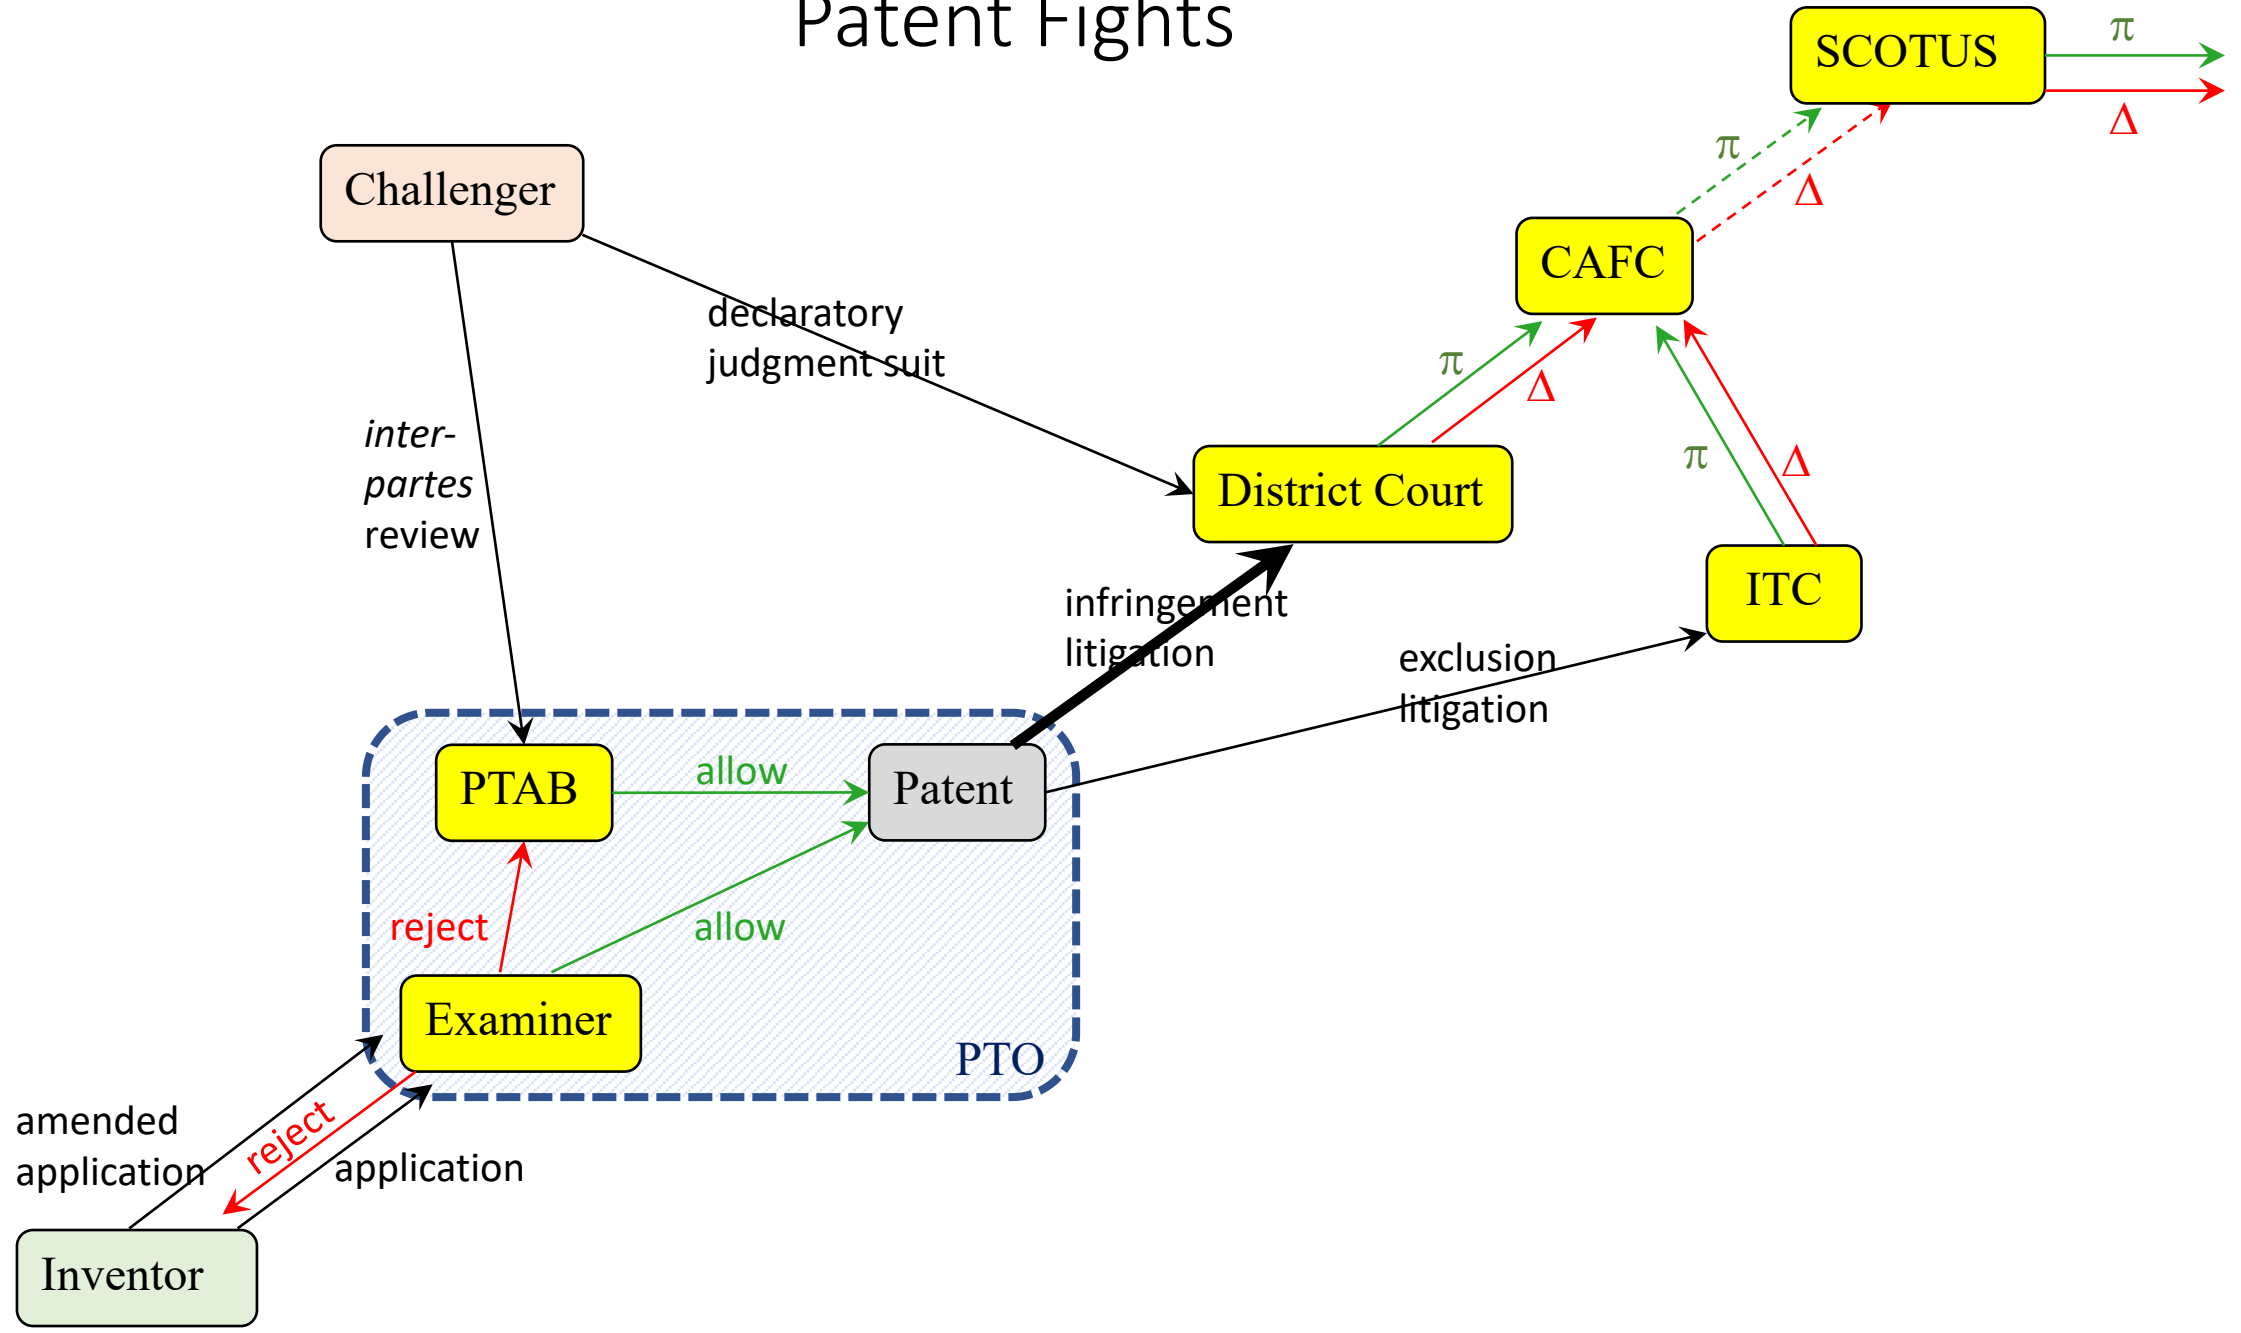 Patent Fights
SCOTUS
π
Δ
π
Δ
Challenger
CAFC
declaratory
judgment suit
π
Δ
inter-
partes
review
π
Δ
District Court
ITC
infringement
litigation
exclusion
litigation
PTAB
allow
Patent
reject
allow
Examiner
PTO
amended
application
reject
application
Inventor